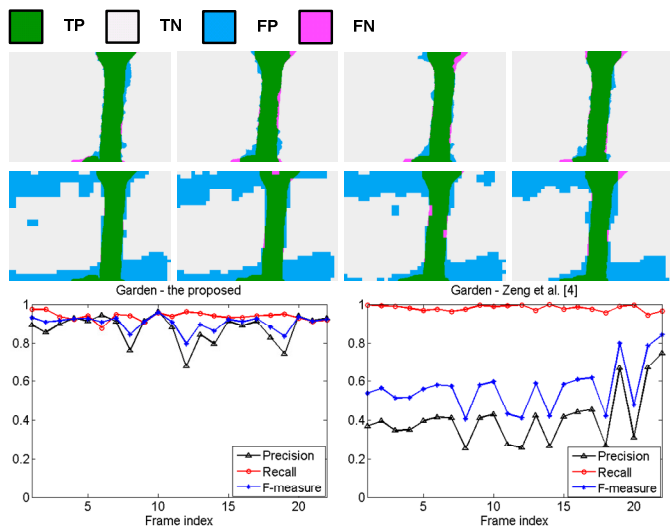 TP TN FP FN
Garden - the proposed
1
0.8
0.6
0.4
0.2
0
5 10 15 20
Frame index
Precision
Recall
F-measure
Garden - Zeng et al. [4]
1
0.8
0.6
0.4
0.2
0
5 10 15 20
Frame index
Precision
Recall
F-measure